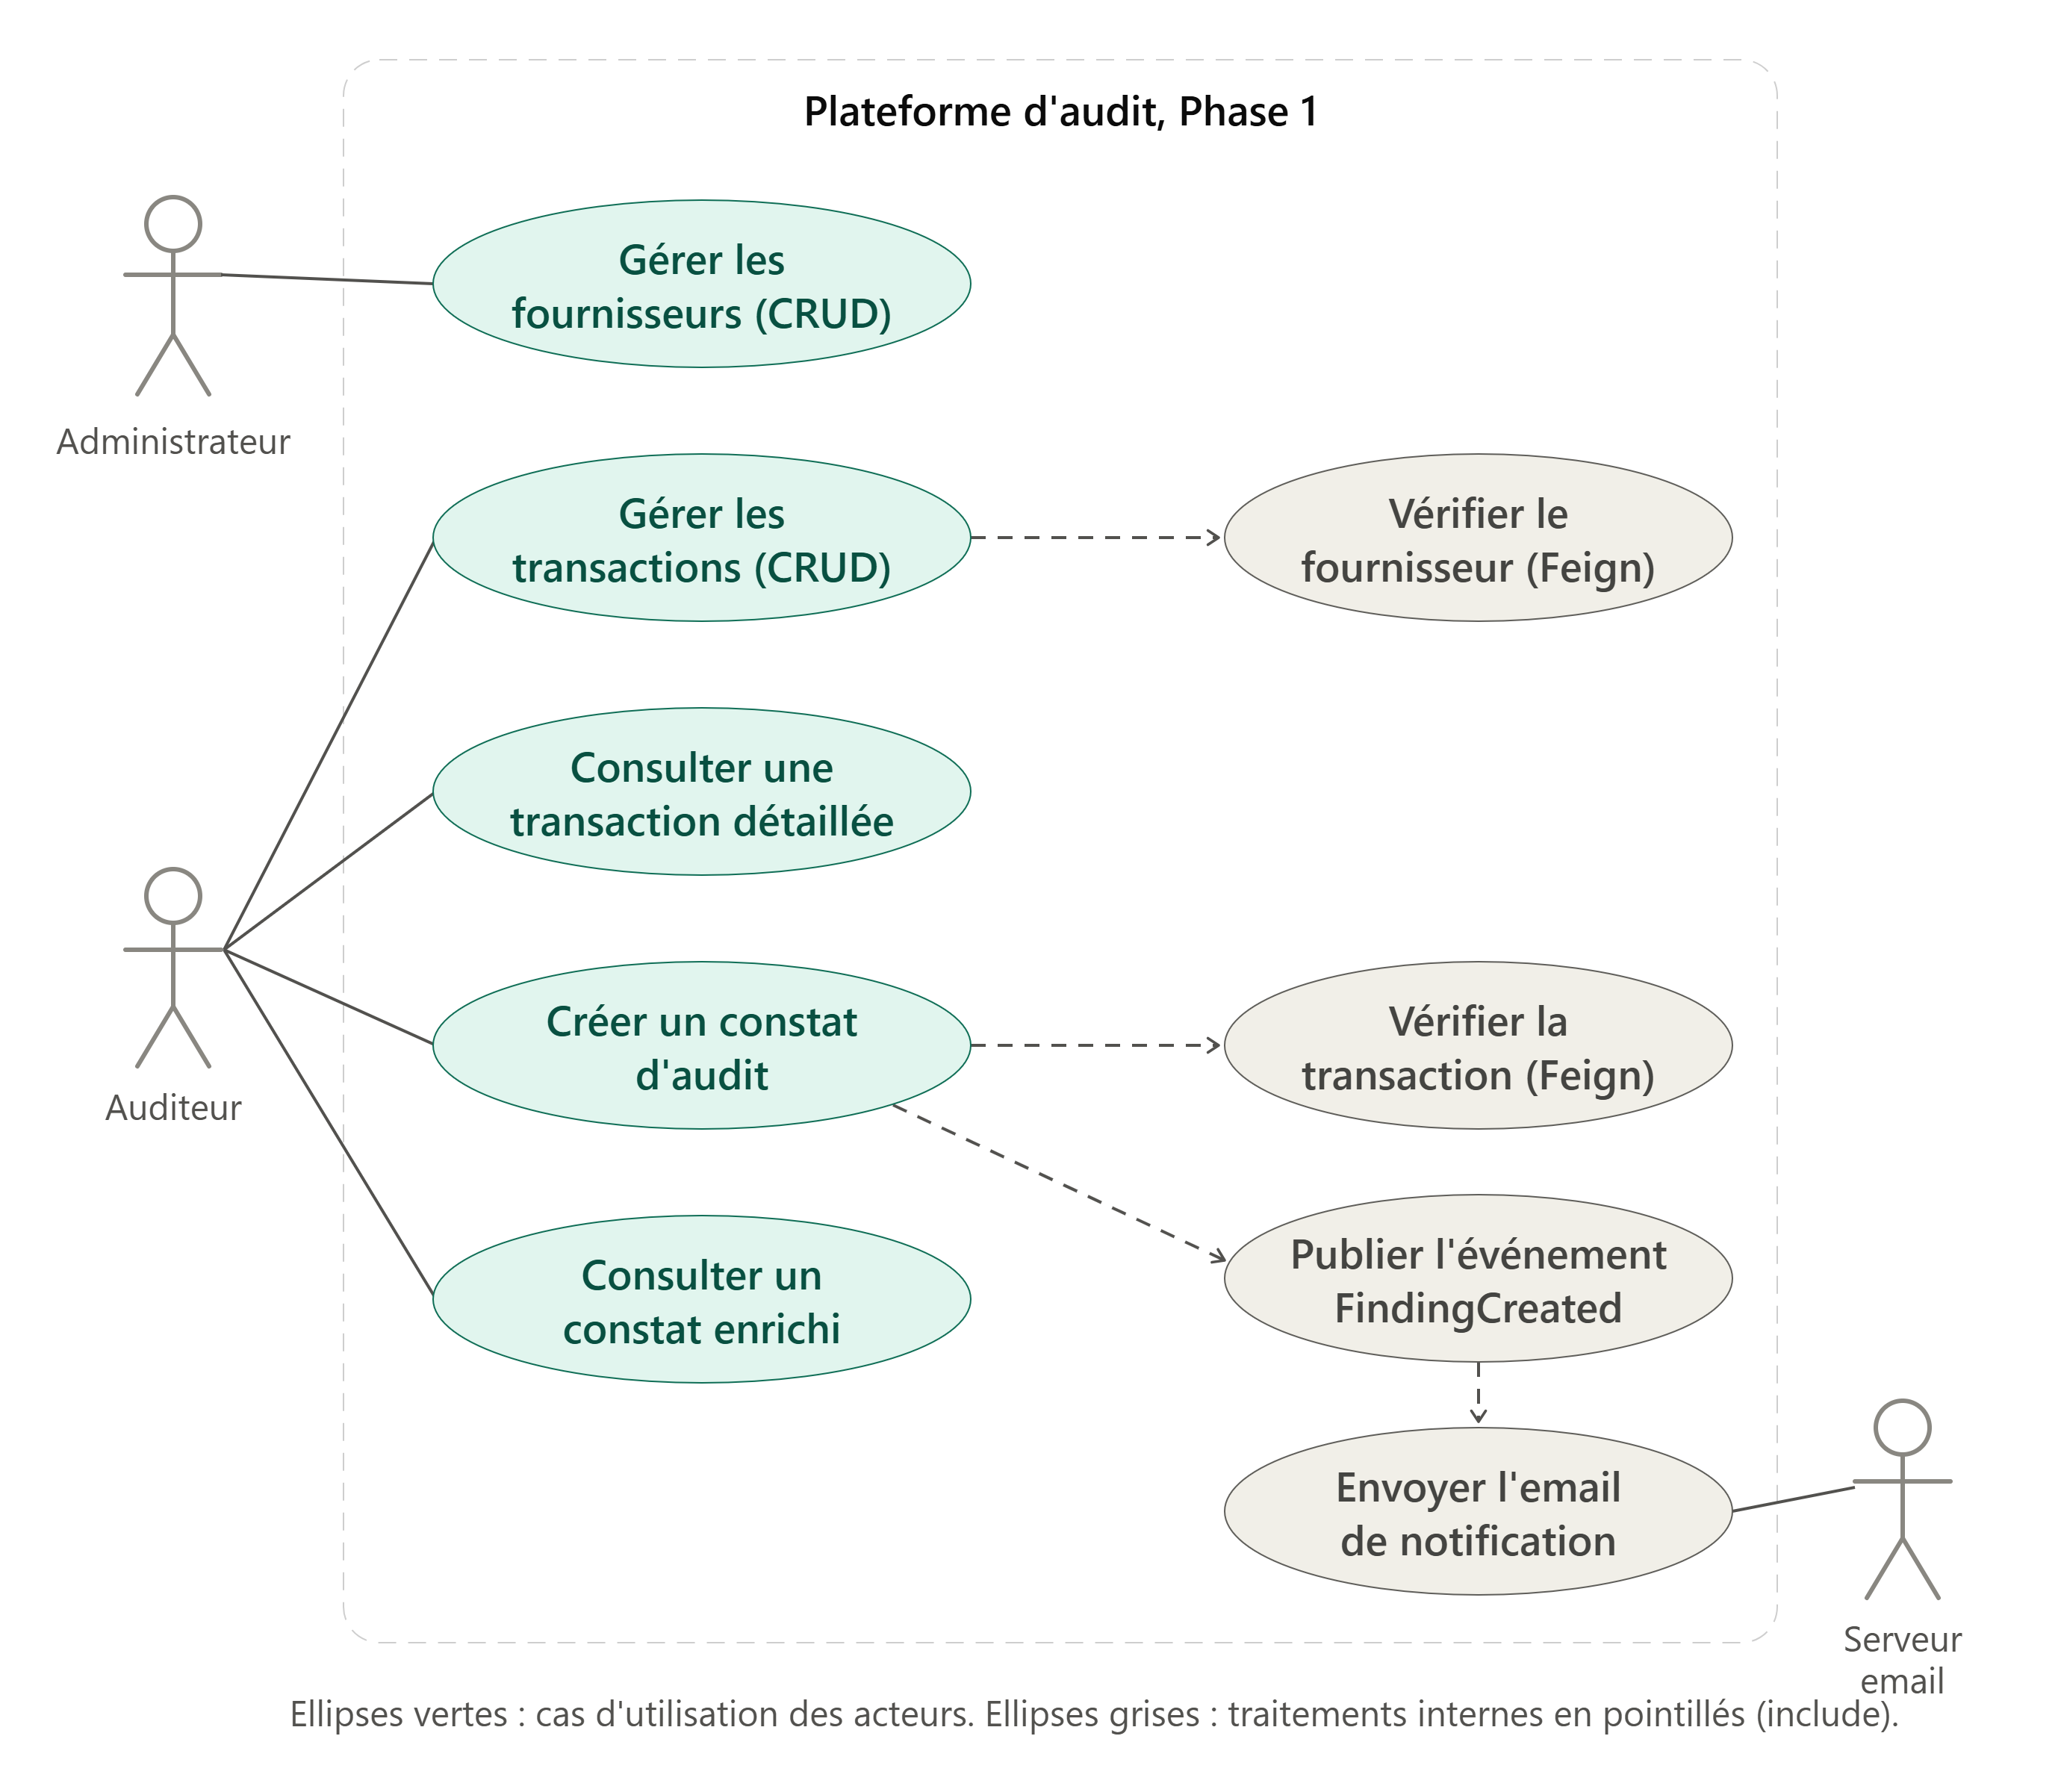 Plateforme d'audit, Phase 1
Gérer les
fournisseurs (CRUD)
Administrateur
Gérer les
transactions (CRUD)
Vérifier le
fournisseur (Feign)
Consulter une
transaction détaillée
Auditeur
Créer un constat
d'audit
Vérifier la
transaction (Feign)
Consulter un
constat enrichi
Publier l'événement
FindingCreated
Envoyer l'email
de notification
Serveur
email
Ellipses vertes : cas d'utilisation des acteurs. Ellipses grises : traitements internes en pointillés (include).